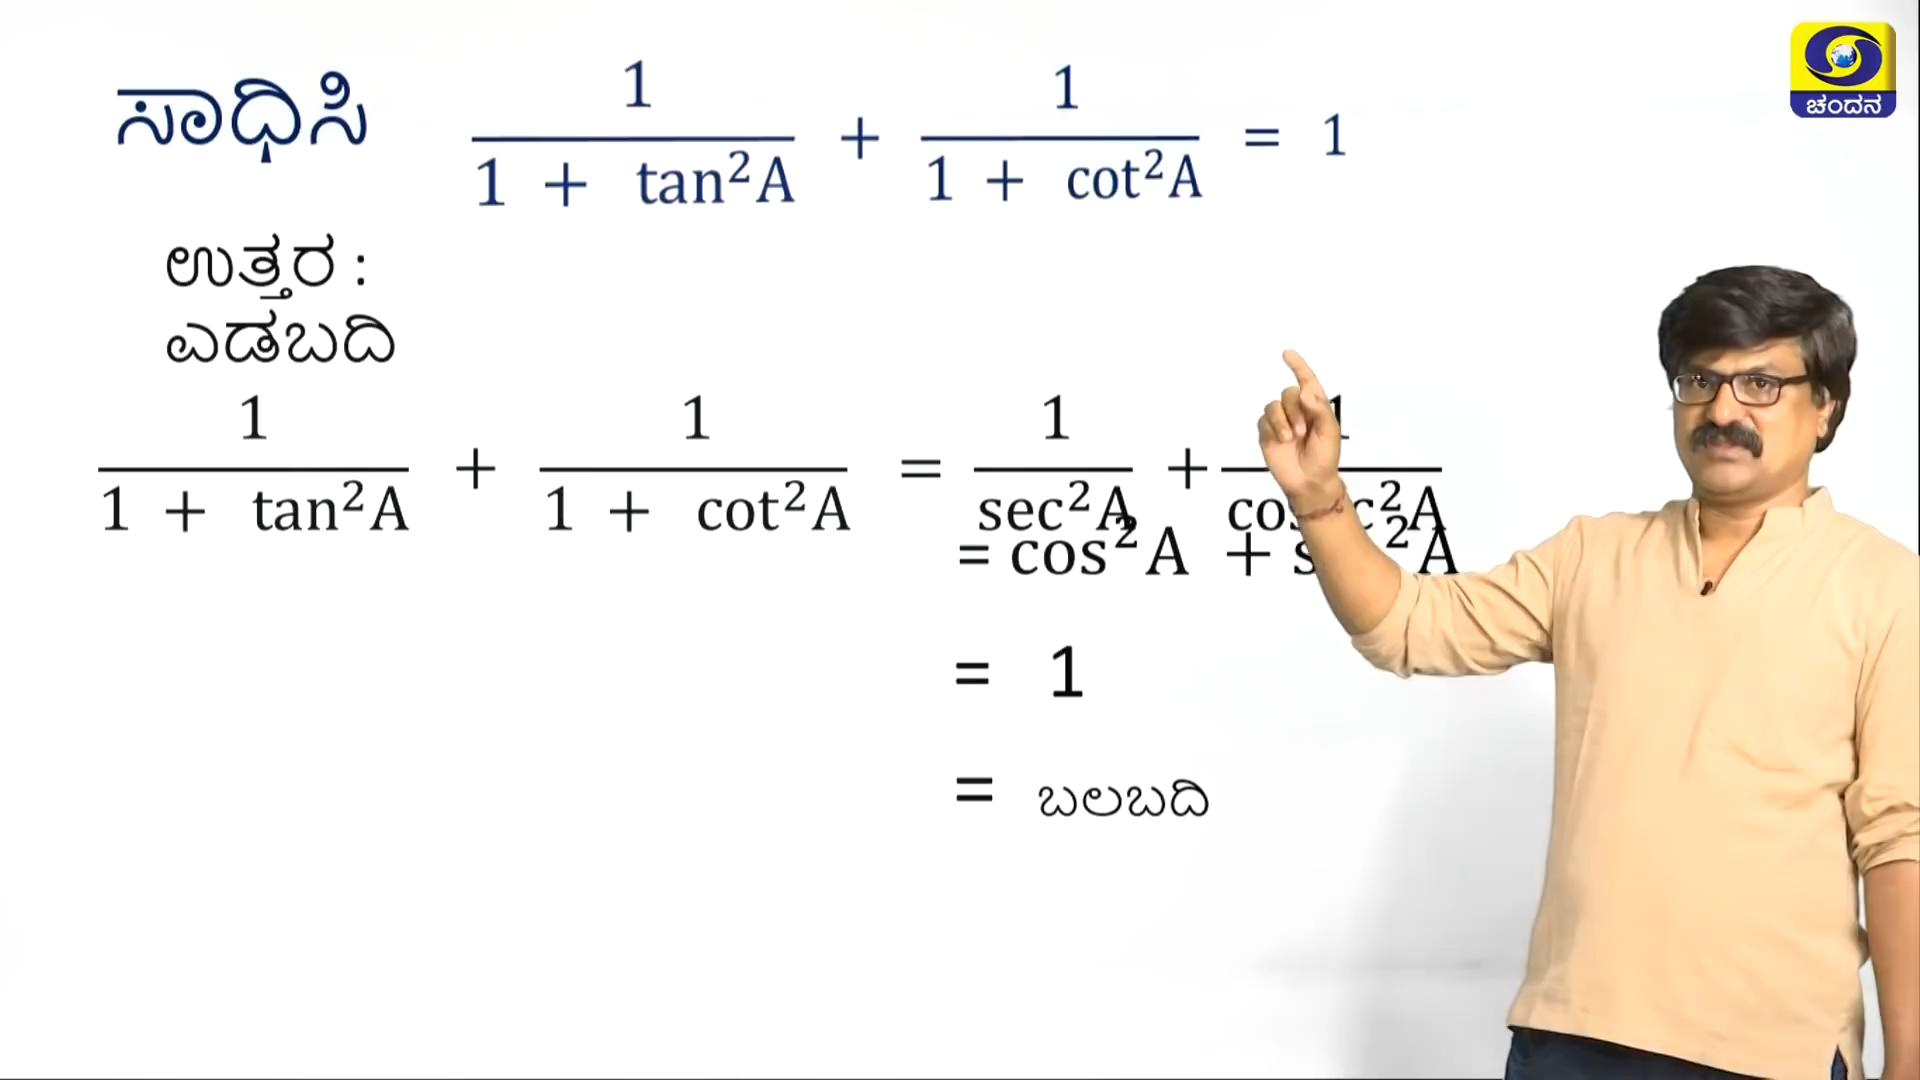 ಚಂದನ
ಸಾಧಿಸಿ 1/(1 + tan²A) + 1/(1 + cot²A) = 1
ಉತ್ತರ :
ಎಡಬದಿ
1/(1 + tan²A) + 1/(1 + cot²A) = 1/sec²A +
= cos²A +
= 1
= ಬಲಬದಿ